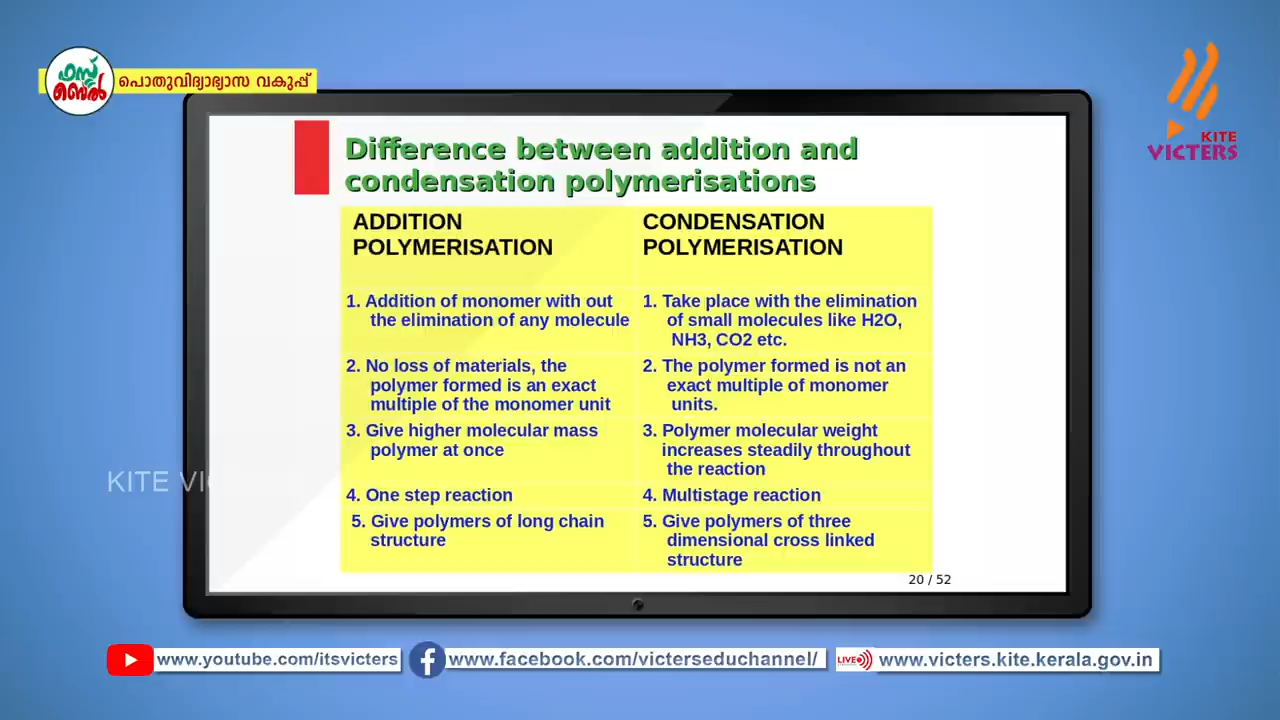 ഫസ്റ്റ്
ബെൽ
പൊതുവിദ്യാഭ്യാസ വകുപ്പ്
KITE
VICTERS
Difference between addition and
condensation polymerisations
ADDITION
POLYMERISATION
CONDENSATION
POLYMERISATION
1. Addition of monomer with out
the elimination of any molecule
1. Take place with the elimination
of small molecules like H2O,
NH3, CO2 etc.
2. No loss of materials, the
polymer formed is an exact
multiple of the monomer unit
2. The polymer formed is not an
exact multiple of monomer
units.
3. Give higher molecular mass
polymer at once
3. Polymer molecular weight
increases steadily throughout
the reaction
4. One step reaction
4. Multistage reaction
5. Give polymers of long chain
structure
5. Give polymers of three
dimensional cross linked
structure
KITE VIC
20 / 52
www.youtube.com/itsvicters
www.facebook.com/victerseduchannel/
LIVE
www.victers.kite.kerala.gov.in